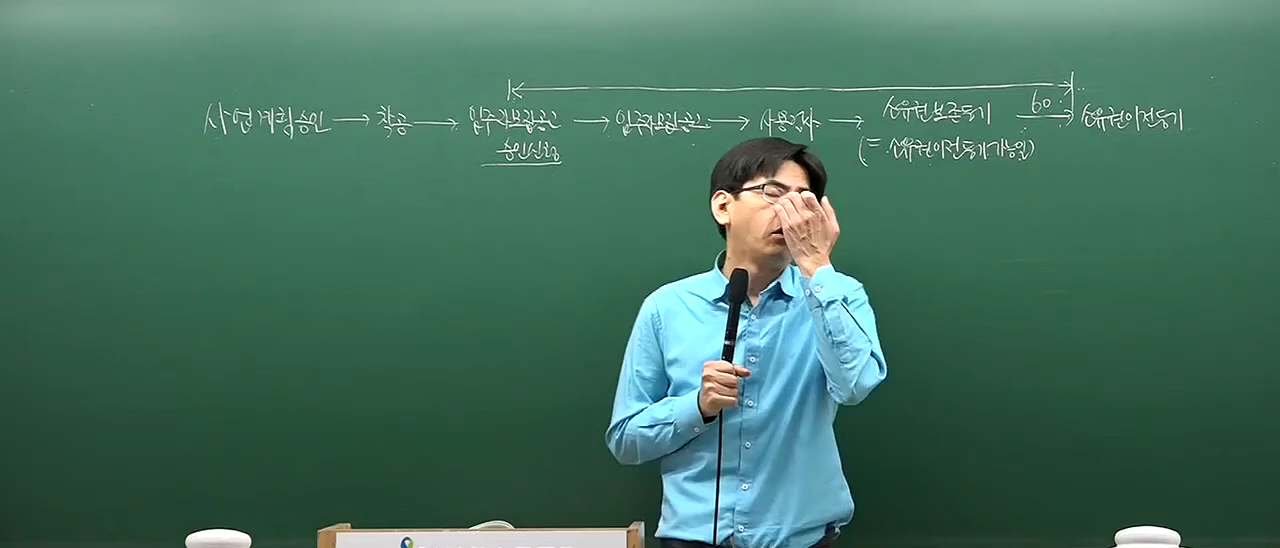 60
사업계획승인 → 착공 → 입주자모집공고 → 입주자모집공고 → 사용검사 → 소유권보존등기 → 소유권이전등기
승인신청
(= 소유권이전등기가능일)